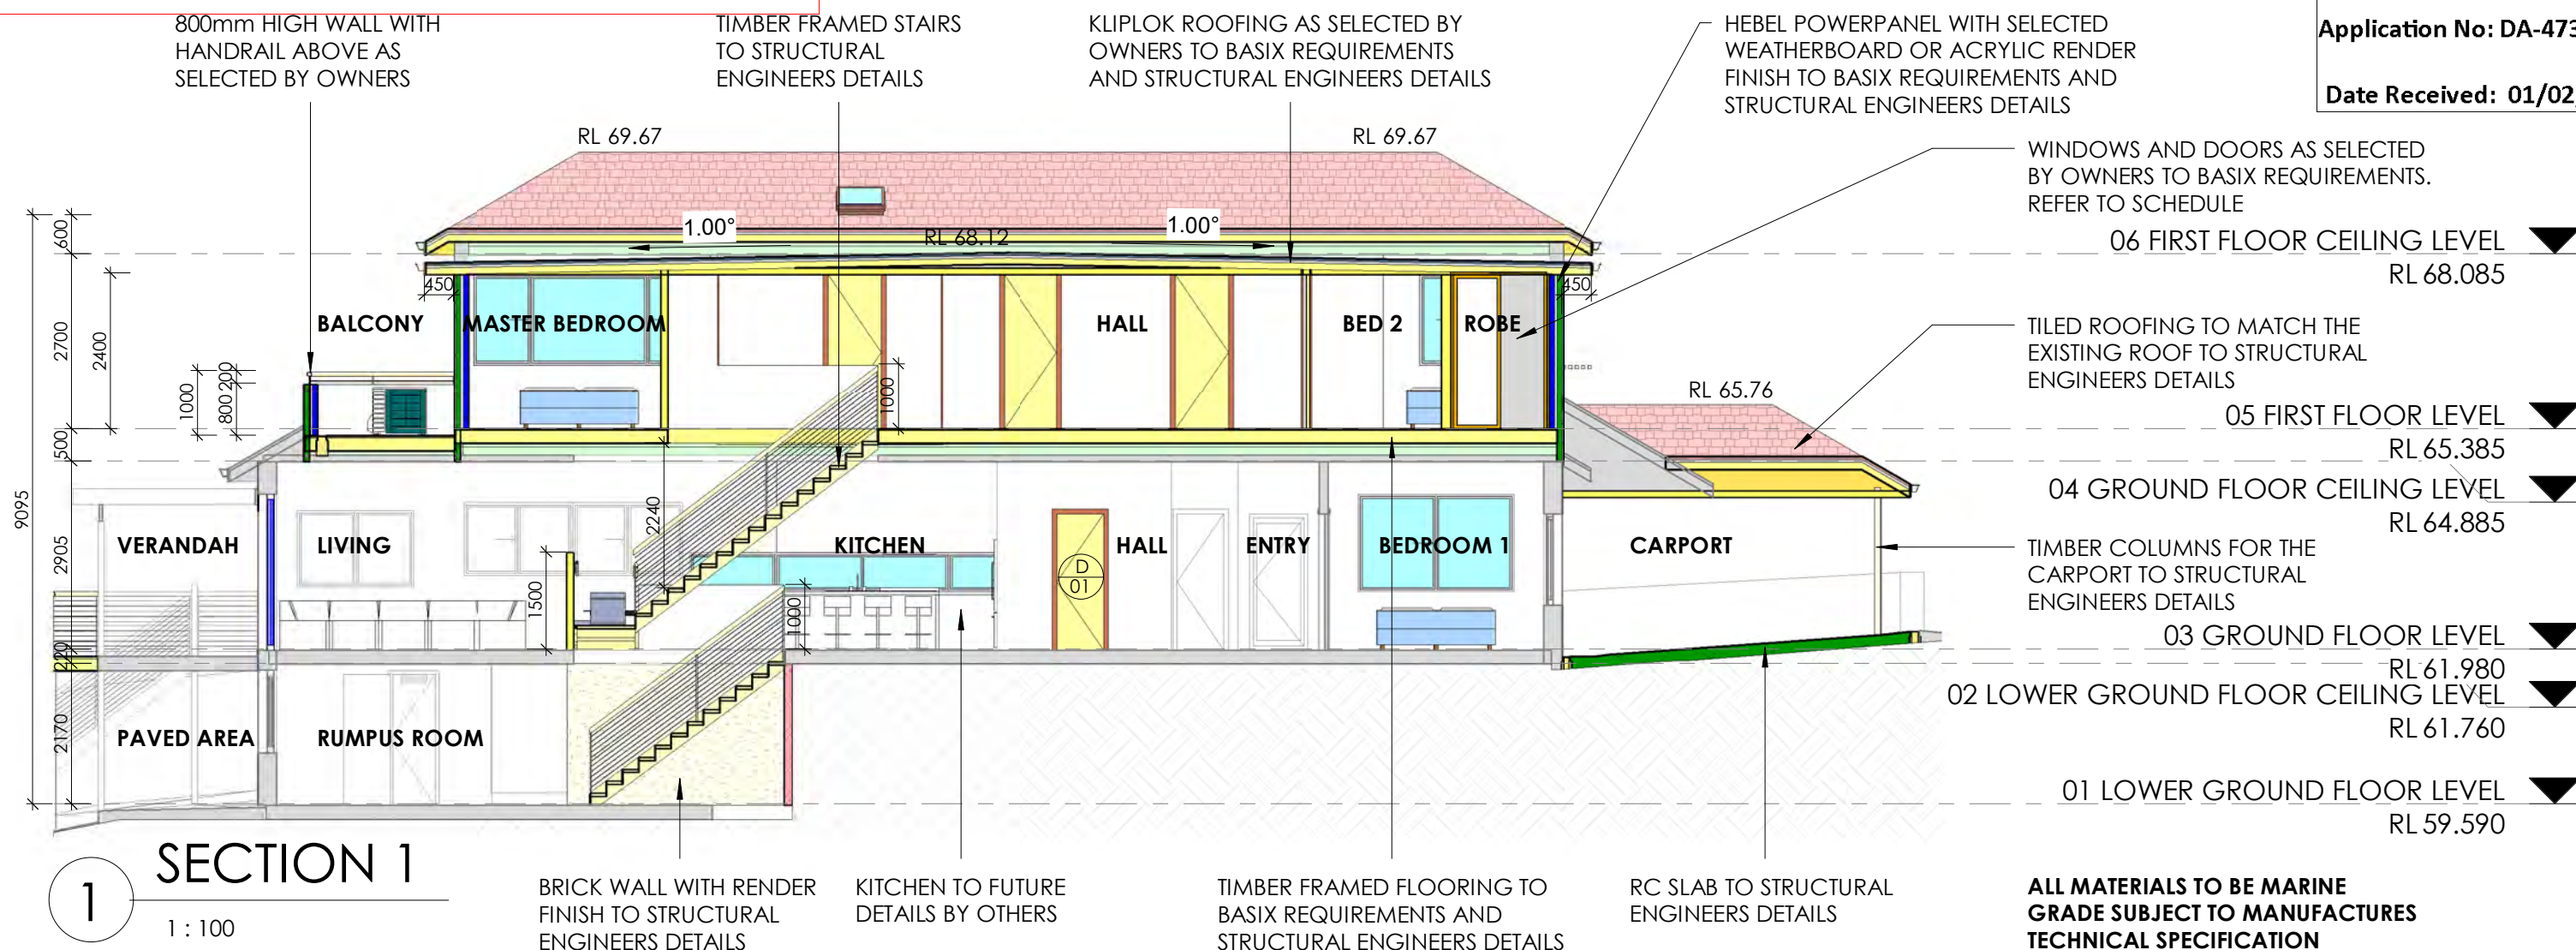 800mm HIGH WALL WITH
HANDRAIL ABOVE AS
SELECTED BY OWNERS
TIMBER FRAMED STAIRS
TO STRUCTURAL
ENGINEERS DETAILS
KLIPLOK ROOFING AS SELECTED BY
OWNERS TO BASIX REQUIREMENTS
AND STRUCTURAL ENGINEERS DETAILS
HEBEL POWERPANEL WITH SELECTED
WEATHERBOARD OR ACRYLIC RENDER
FINISH TO BASIX REQUIREMENTS AND
STRUCTURAL ENGINEERS DETAILS
Application No: DA-473
Date Received: 01/02/
WINDOWS AND DOORS AS SELECTED
BY OWNERS TO BASIX REQUIREMENTS.
REFER TO SCHEDULE
RL 69.67
RL 69.67
1.00°
RL 68.12
1.00°
06 FIRST FLOOR CEILING LEVEL
RL 68.085
TILED ROOFING TO MATCH THE
EXISTING ROOF TO STRUCTURAL
ENGINEERS DETAILS
RL 65.76
05 FIRST FLOOR LEVEL
RL 65.385
04 GROUND FLOOR CEILING LEVEL
RL 64.885
TIMBER COLUMNS FOR THE
CARPORT TO STRUCTURAL
ENGINEERS DETAILS
03 GROUND FLOOR LEVEL
RL 61.980
02 LOWER GROUND FLOOR CEILING LEVEL
RL 61.760
01 LOWER GROUND FLOOR LEVEL
RL 59.590
9095
600
2700
500
2905
220
2170
2400
1000
800
200
450
450
1000
2240
1500
1000
BALCONY
MASTER BEDROOM
HALL
BED 2
ROBE
VERANDAH
LIVING
KITCHEN
D
01
HALL
ENTRY
BEDROOM 1
CARPORT
PAVED AREA
RUMPUS ROOM
1
SECTION 1
1 : 100
BRICK WALL WITH RENDER
FINISH TO STRUCTURAL
ENGINEERS DETAILS
KITCHEN TO FUTURE
DETAILS BY OTHERS
TIMBER FRAMED FLOORING TO
BASIX REQUIREMENTS AND
STRUCTURAL ENGINEERS DETAILS
RC SLAB TO STRUCTURAL
ENGINEERS DETAILS
ALL MATERIALS TO BE MARINE
GRADE SUBJECT TO MANUFACTURES
TECHNICAL SPECIFICATION